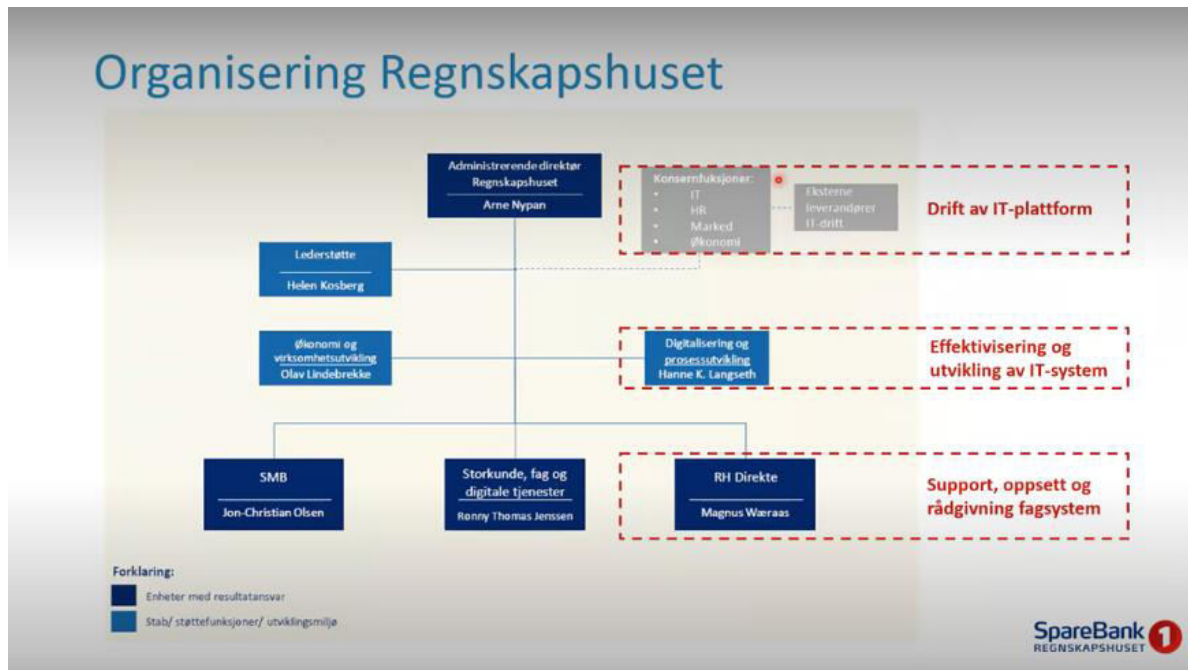 Organisering Regnskapshuset
Administrerende direktør
Regnskapshuset
Arne Nypan
Konsernfuksjoner:
• IT
• HR
• Marked
• Økonomi
Eksterne
leverandører
IT-drift
Drift av IT-plattform
Lederstøtte
Helen Kosberg
Økonomi og
virksomhetsutvikling
Olav Lindebrekke
Digitalisering og
prosessutvikling
Hanne K. Langseth
Effektivisering og
utvikling av IT-system
SMB
Jon-Christian Olsen
Storkunde, fag og
digitale tjenester
Ronny Thomas Jenssen
RH Direkte
Magnus Wæraas
Support, oppsett og
rådgivning fagsystem
Forklaring:
Enheter med resultatansvar
Stab/ støttefunksjoner/ utviklingsmiljø
SpareBank 1
REGNSKAPSHUSET